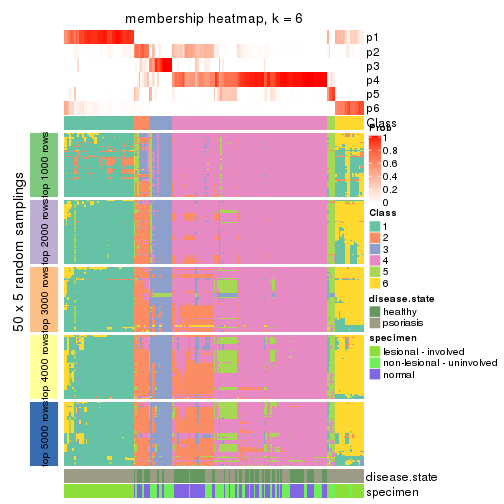 membership heatmap, k = 6
p1
p2
p3
p4
p5
p6
Class
Prob
1
0.8
0.6
0.4
0.2
0
Class
1
2
3
4
5
6
disease.state
healthy
psoriasis
specimen
lesional - involved
non-lesional - uninvolved
normal
50 x 5 random samplings
top 1000 rows
top 2000 rows
top 3000 rows
top 4000 rows
top 5000 rows
disease.state
specimen